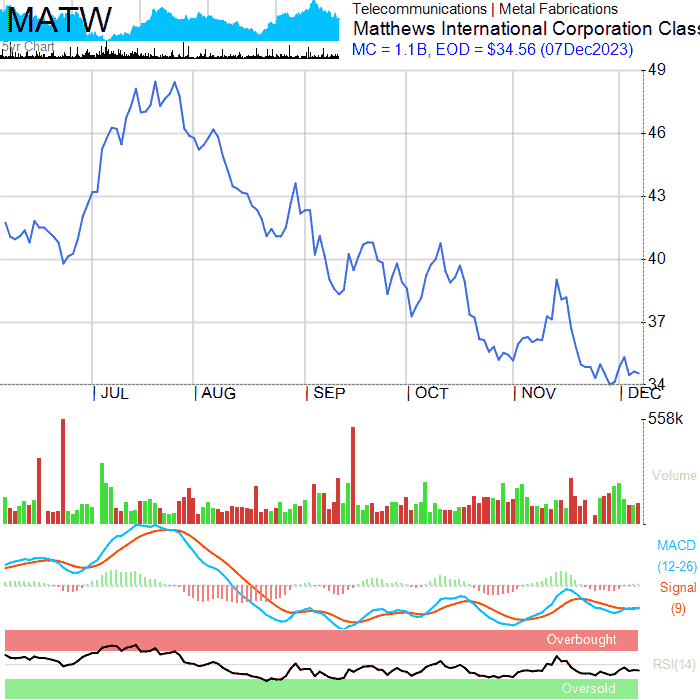 MATW
5yr Chart
Telecommunications | Metal Fabrications
Matthews International Corporation Clas
MC = 1.1B, EOD = $34.56 (07Dec2023)
49
46
43
40
37
34
JUL AUG SEP OCT NOV DEC
558k
Volume
MACD
(12-26)
Signal
(9)
Overbought
RSI(14)
Oversold